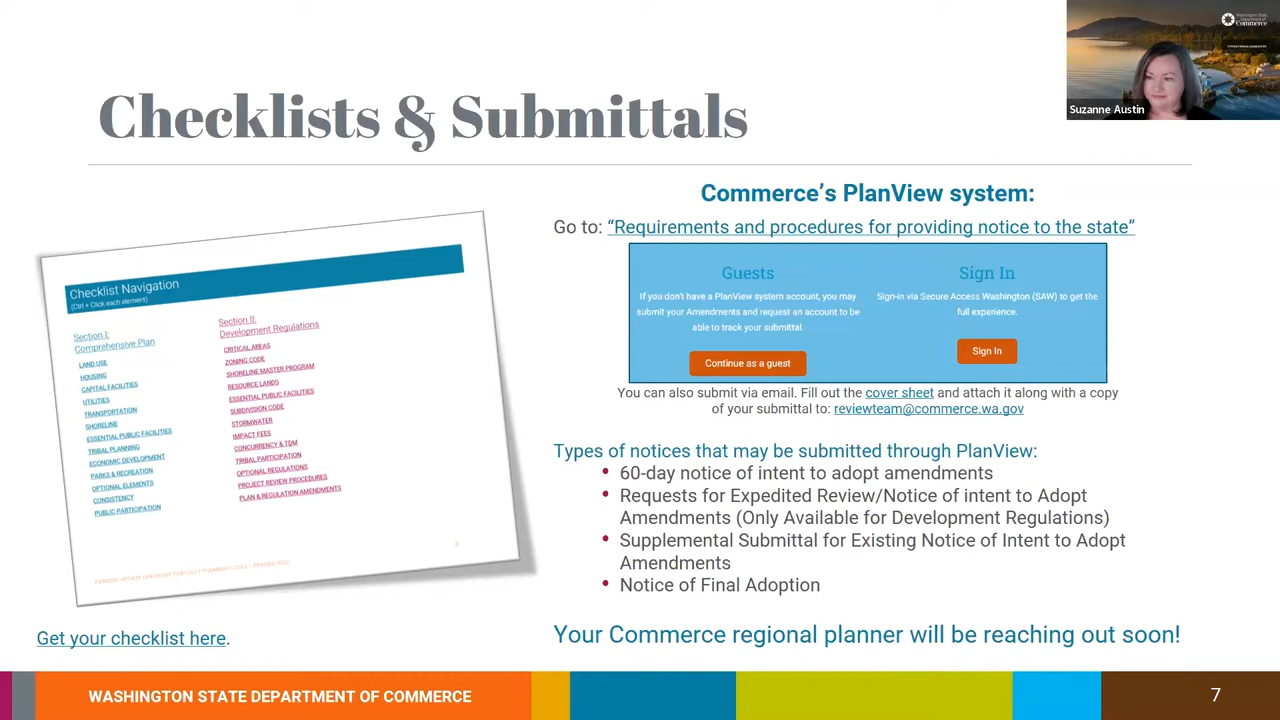 Washington State
Department of
Commerce
Suzanne Austin
Checklists & Submittals
Checklist Navigation
(Ctrl + Click each element)
Section I:
Comprehensive Plan
LAND USE
HOUSING
CAPITAL FACILITIES
UTILITIES
TRANSPORTATION
SHORELINE
ESSENTIAL PUBLIC FACILITIES
TRIBAL PLANNING
ECONOMIC DEVELOPMENT
PARKS & RECREATION
OPTIONAL ELEMENTS
CONSISTENCY
PUBLIC PARTICIPATION
Section II:
Development Regulations
CRITICAL AREAS
ZONING CODE
SHORELINE MASTER PROGRAM
RESOURCE LANDS
ESSENTIAL PUBLIC FACILITIES
SUBDIVISION CODE
STORMWATER
IMPACT FEES
CONCURRENCY & TDM
TRIBAL PARTICIPATION
OPTIONAL REGULATIONS
PROJECT REVIEW PROCEDURES
PLAN & REGULATION AMENDMENTS
Get your checklist here.
Commerce’s PlanView system:
Go to: “Requirements and procedures for providing notice to the state”
Guests
If you don't have a PlanView system account, you may
submit your Amendments and request an account to be
able to track your submittal.
Continue as a guest
Sign In
Sign-in via Secure Access Washington (SAW) to get the
full experience.
Sign In
You can also submit via email. Fill out the cover sheet and attach it along with a copy
of your submittal to: reviewteam@commerce.wa.gov
Types of notices that may be submitted through PlanView:
• 60-day notice of intent to adopt amendments
• Requests for Expedited Review/Notice of intent to Adopt
Amendments (Only Available for Development Regulations)
• Supplemental Submittal for Existing Notice of Intent to Adopt
Amendments
• Notice of Final Adoption
Your Commerce regional planner will be reaching out soon!
WASHINGTON STATE DEPARTMENT OF COMMERCE
7